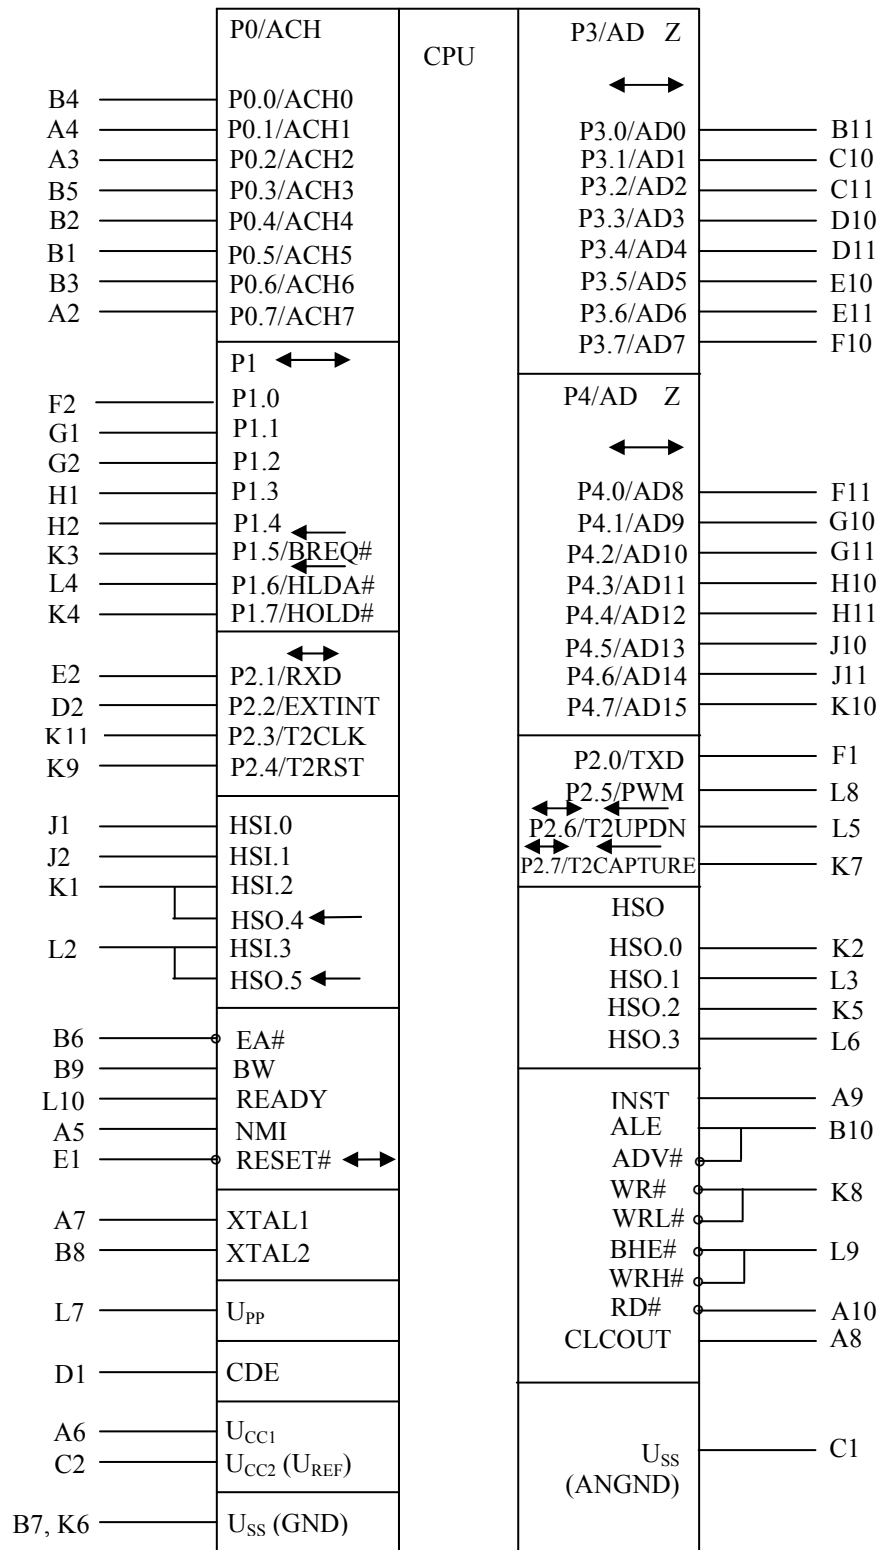 P0/ACH
CPU
P3/AD Z
B4 P0.0/ACH0
A4 P0.1/ACH1
A3 P0.2/ACH2
B5 P0.3/ACH3
B2 P0.4/ACH4
B1 P0.5/ACH5
B3 P0.6/ACH6
A2 P0.7/ACH7
P3.0/AD0 B11
P3.1/AD1 C10
P3.2/AD2 C11
P3.3/AD3 D10
P3.4/AD4 D11
P3.5/AD5 E10
P3.6/AD6 E11
P3.7/AD7 F10
P1
F2 P1.0
G1 P1.1
G2 P1.2
H1 P1.3
H2 P1.4
K3 P1.5/BREQ#
L4 P1.6/HLDA#
K4 P1.7/HOLD#
P4/AD Z
P4.0/AD8 F11
P4.1/AD9 G10
P4.2/AD10 G11
P4.3/AD11 H10
P4.4/AD12 H11
P4.5/AD13 J10
P4.6/AD14 J11
P4.7/AD15 K10
E2 P2.1/RXD
D2 P2.2/EXTINT
K11 P2.3/T2CLK
K9 P2.4/T2RST
P2.0/TXD F1
P2.5/PWM L8
P2.6/T2UPDN L5
P2.7/T2CAPTURE K7
J1 HSI.0
J2 HSI.1
K1 HSI.2
HSO.4
L2 HSI.3
HSO.5
HSO
HSO.0 K2
HSO.1 L3
HSO.2 K5
HSO.3 L6
B6 EA#
B9 BW
L10 READY
A5 NMI
E1 RESET#
INST A9
ALE B10
ADV#
WR# K8
WRL#
BHE# L9
WRH#
RD# A10
CLCOUT A8
A7 XTAL1
B8 XTAL2
L7 UPP
D1 CDE
A6 UCC1
C2 UCC2 (UREF)
B7, K6 USS (GND)
USS C1
(ANGND)